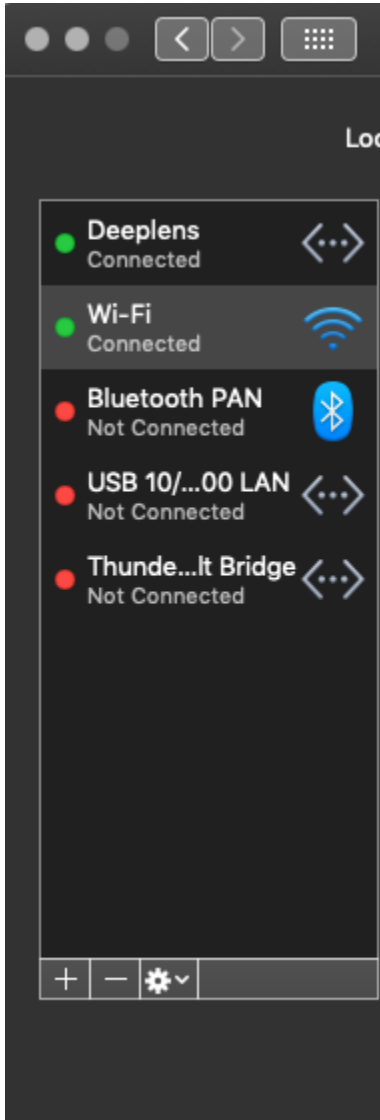 Loc
Deeplens
Connected
Wi-Fi
Connected
Bluetooth PAN
Not Connected
USB 10/...00 LAN
Not Connected
Thunde...lt Bridge
Not Connected